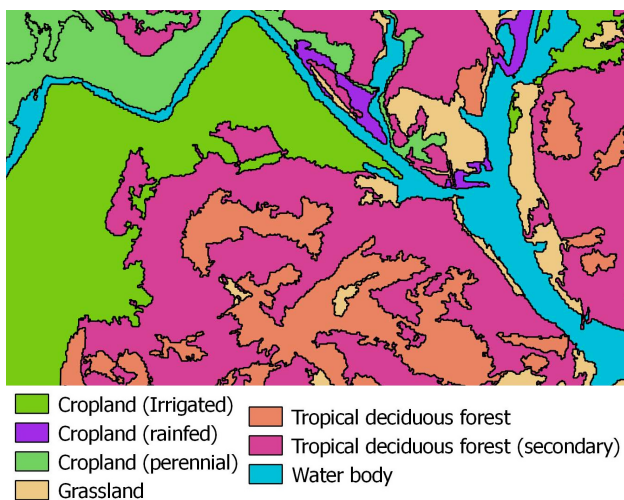 Cropland (Irrigated)
Cropland (rainfed)
Cropland (perennial)
Grassland
Tropical deciduous forest
Tropical deciduous forest (secondary)
Water body